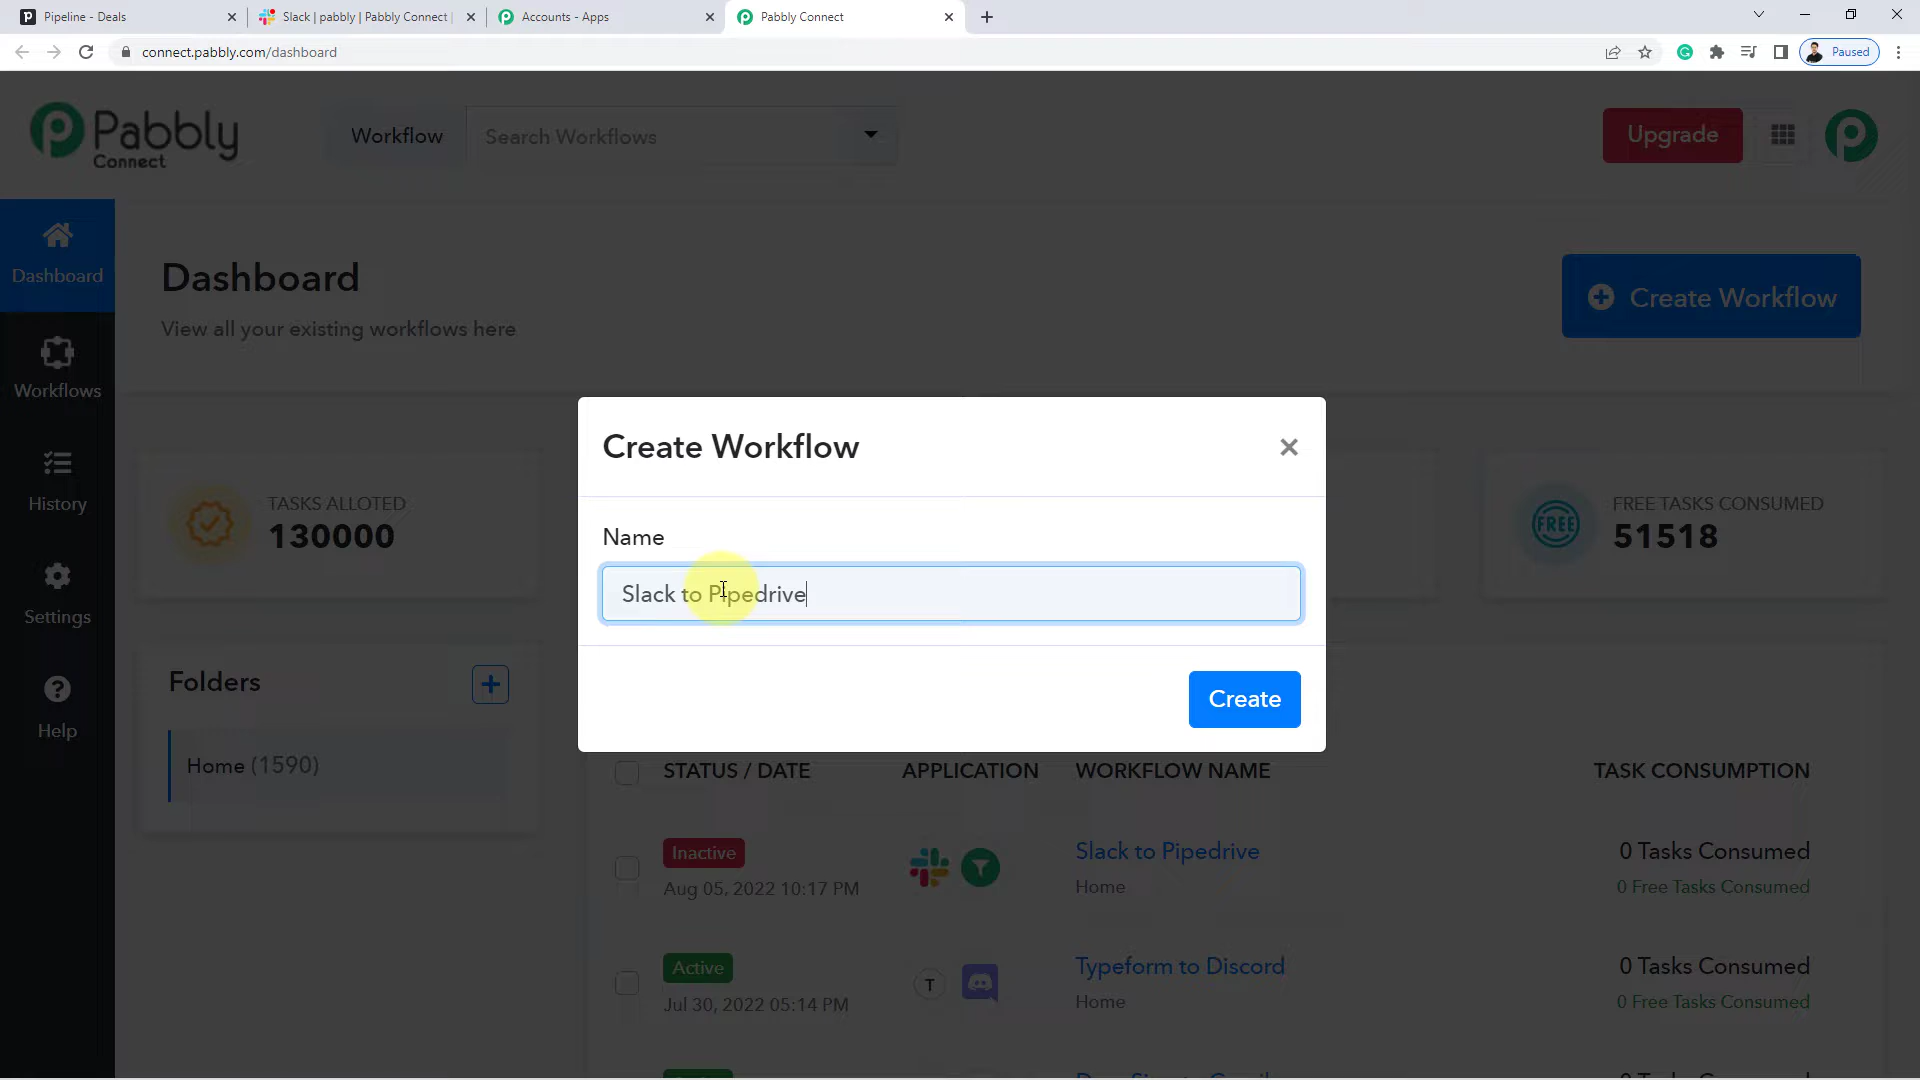 Pipeline - Deals
Slack | pabbly | Pabbly Connect |
Accounts - Apps
Pabbly Connect
connect.pabbly.com/dashboard
Paused
Pabbly
Connect
Workflow
Search Workflows
Upgrade
Dashboard
Workflows
History
Settings
Help
Dashboard
View all your existing workflows here
Create Workflow
TASKS ALLOTED
130000
FREE
FREE TASKS CONSUMED
51518
Create Workflow
Name
Slack to Pipedrive
Create
Folders
Home (1590)
STATUS / DATE APPLICATION WORKFLOW NAME TASK CONSUMPTION
Inactive
Aug 05, 2022 10:17 PM
Slack to Pipedrive
Home
0 Tasks Consumed
0 Free Tasks Consumed
Active
Jul 30, 2022 05:14 PM
T
Typeform to Discord
Home
0 Tasks Consumed
0 Free Tasks Consumed